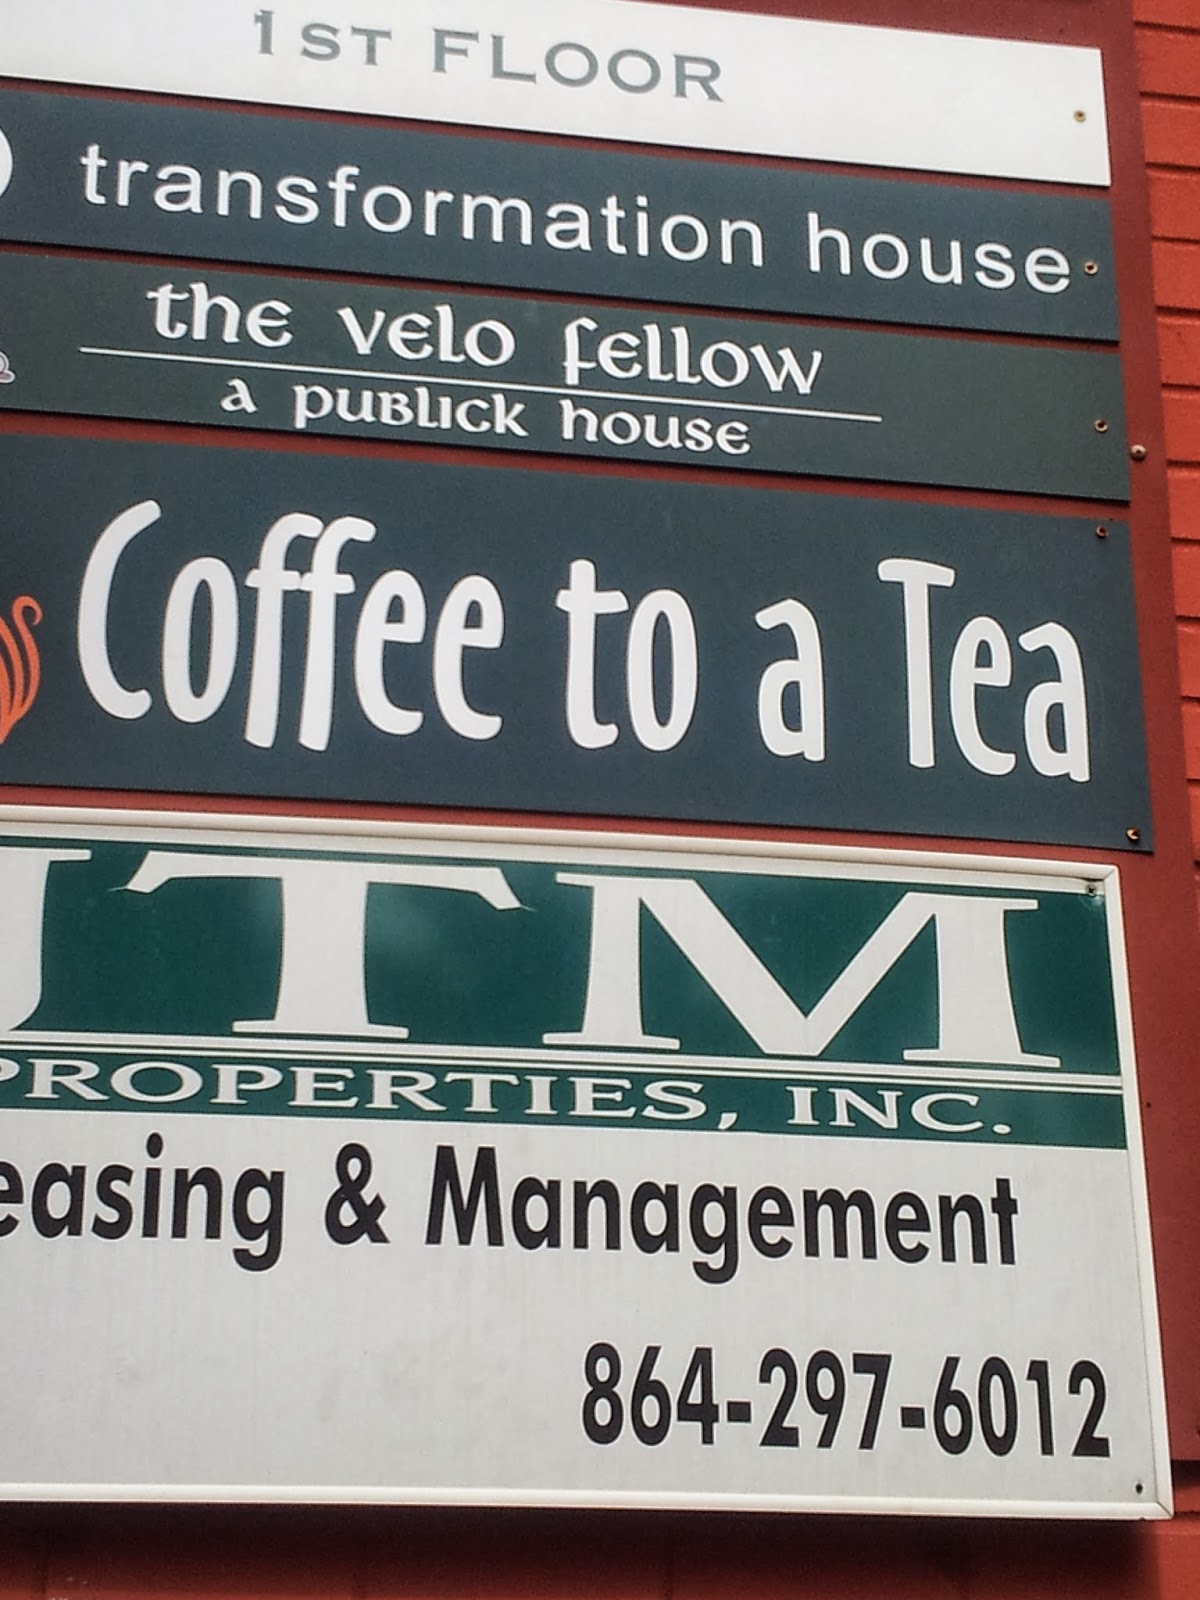 1ST FLOOR
transformation house
the velo fellow
a publick house
Coffee to a Tea
JTM
PROPERTIES, INC.
easing & Management
864-297-6012